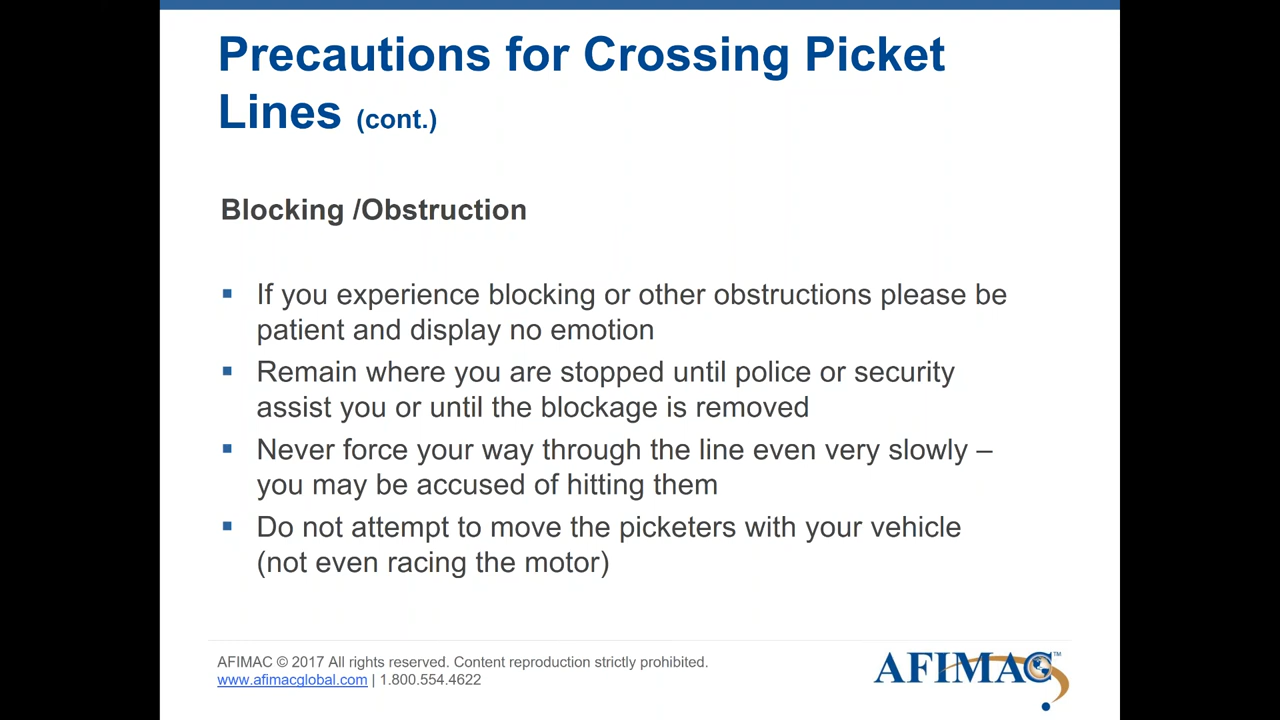 Precautions for Crossing Picket
Lines (cont.)
Blocking /Obstruction
▪ If you experience blocking or other obstructions please be
patient and display no emotion
▪ Remain where you are stopped until police or security
assist you or until the blockage is removed
▪ Never force your way through the line even very slowly –
you may be accused of hitting them
▪ Do not attempt to move the picketers with your vehicle
(not even racing the motor)
AFIMAC © 2017 All rights reserved. Content reproduction strictly prohibited.
www.afimacglobal.com | 1.800.554.4622
AFIMAC™